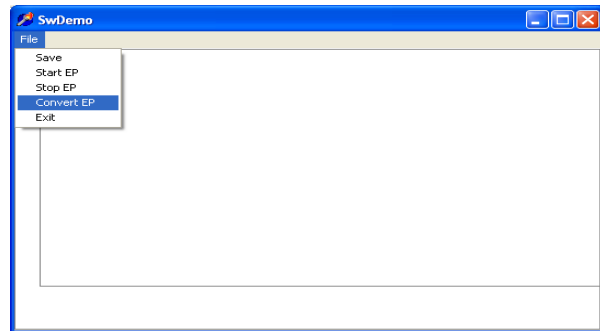 SwDemo
File
Save
Start EP
Stop EP
Convert EP
Exit